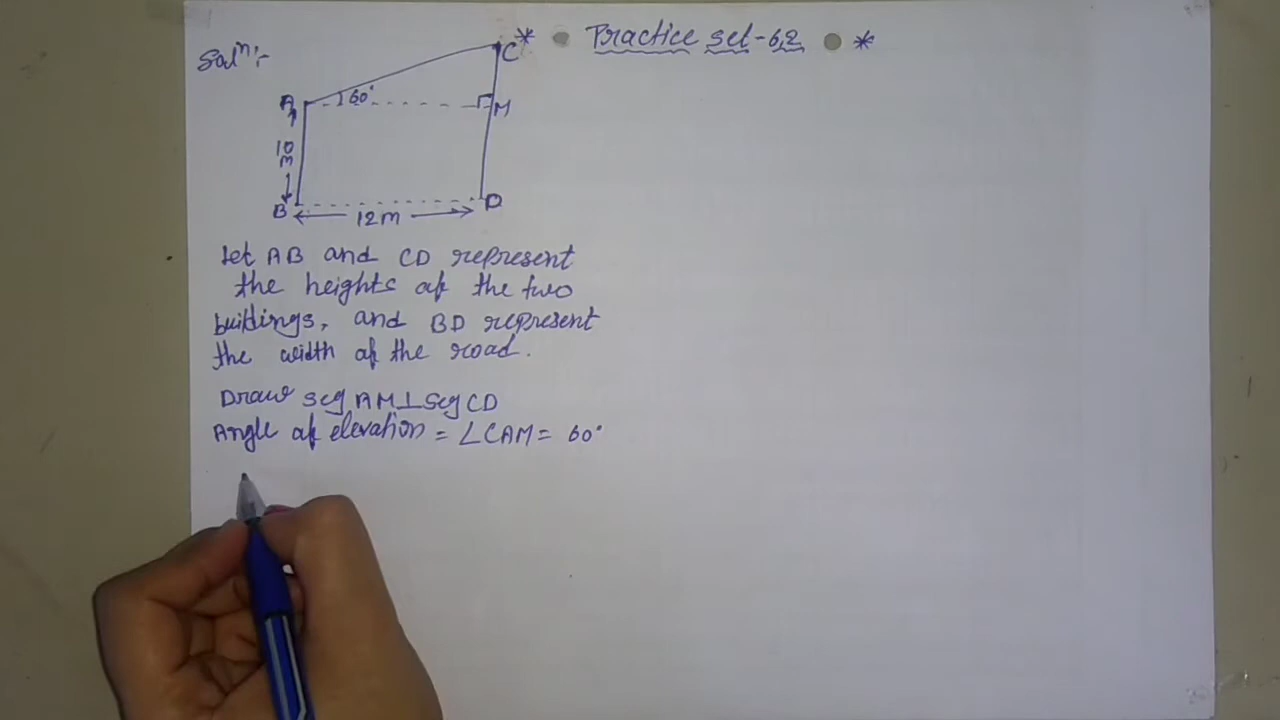 * Practice set-6.2 *
Solⁿ:-
C
A
60°
M
10 m
B
12m
D
Let AB and CD represent
the heights of the two
buildings, and BD represent
the width of the road.
Draw seg AM⊥seg CD
Angle of elevation = ∠CAM = 60°